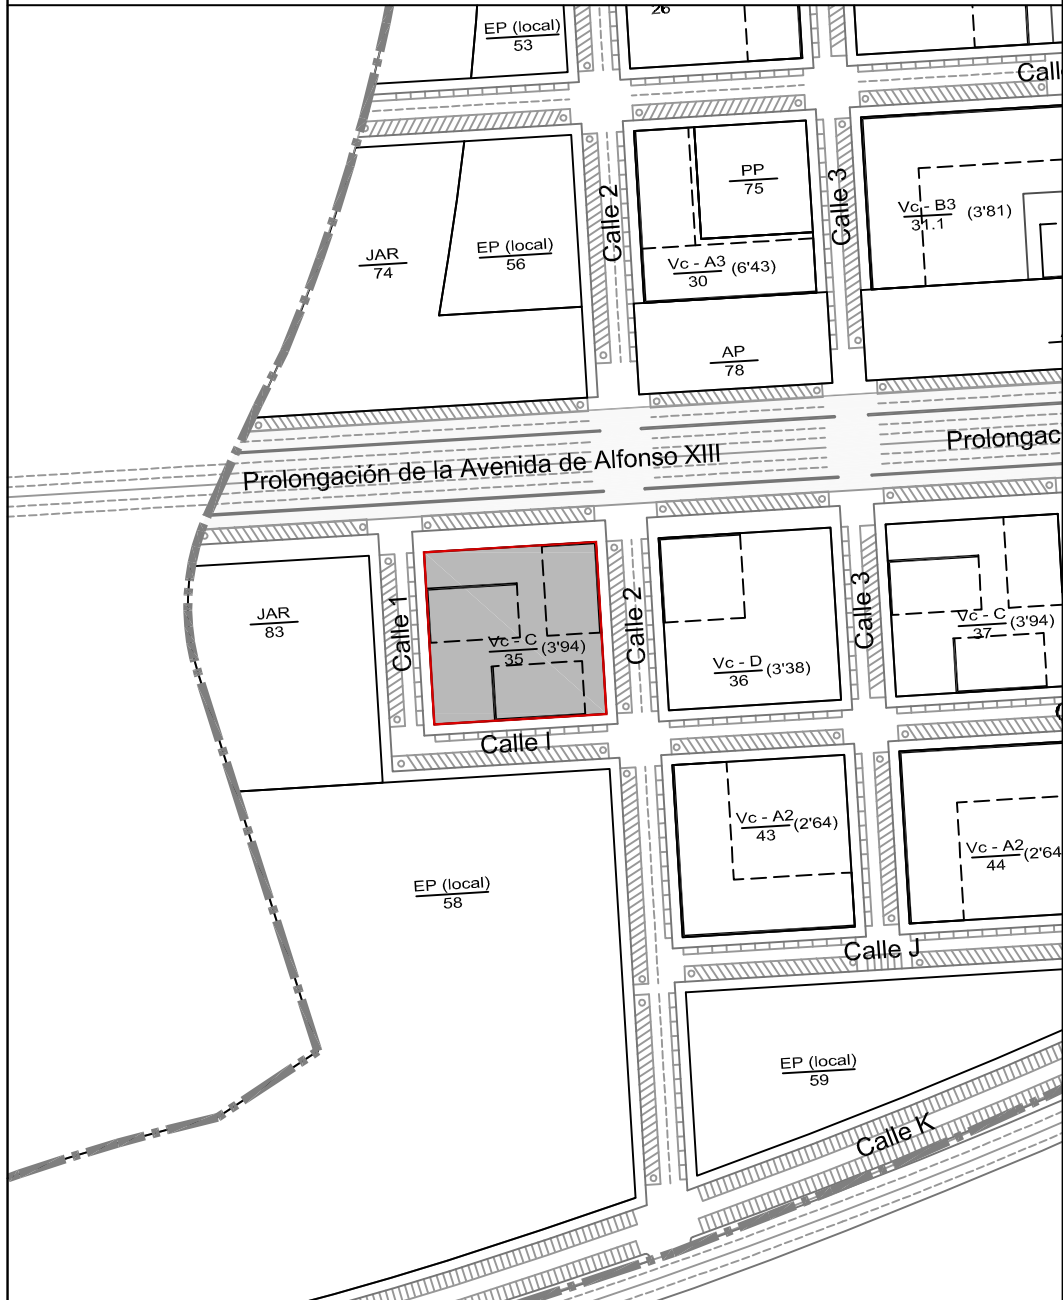 EP (local)
53
26
Call
Calle 2
Calle 3
PP
75
Vc - B3 (3'81)
31.1
JAR
74
EP (local)
56
Vc - A3 (6'43)
30
AP
78
Prolongación de la Avenida de Alfonso XIII
Prolongac
JAR
83
Calle 1
Vc - C (3'94)
35
Calle 2
Vc - D (3'38)
36
Calle 3
Vc - C (3'94)
37
Calle I
Vc - A2 (2'64)
43
Vc - A2 (2'64
44
EP (local)
58
Calle J
EP (local)
59
Calle K